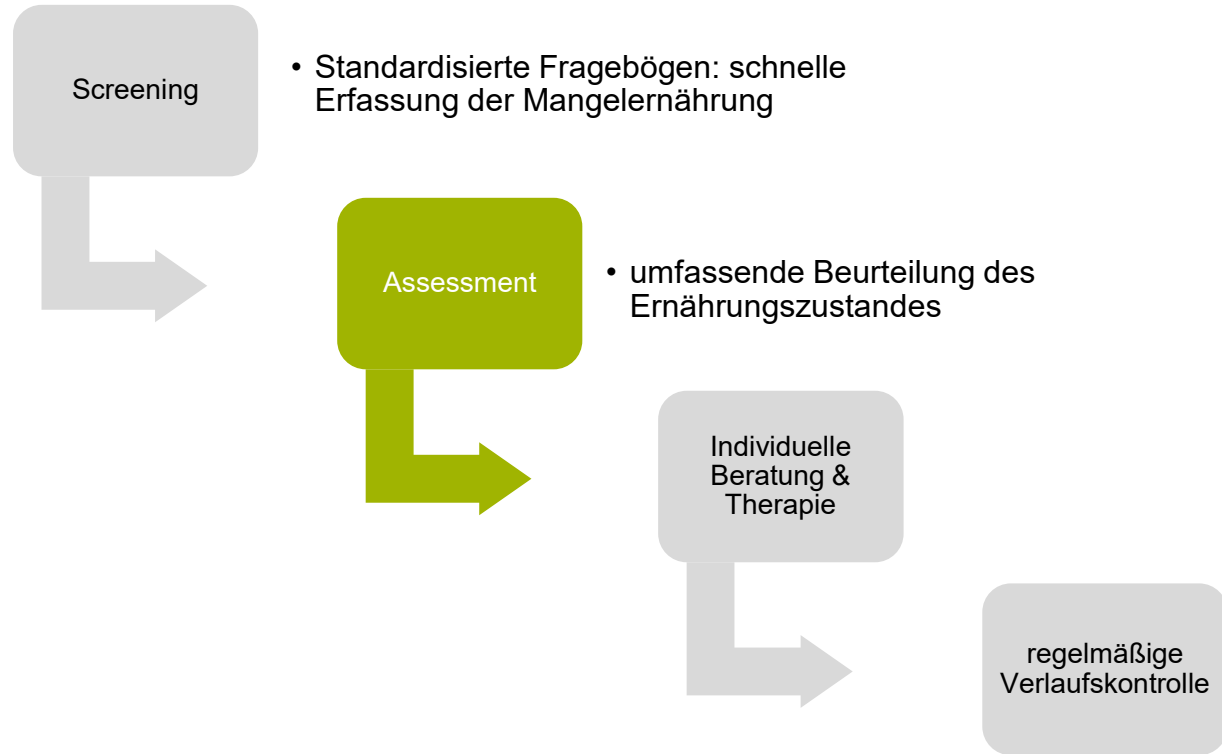 Screening
• Standardisierte Fragebögen: schnelle
Erfassung der Mangelernährung
Assessment
• umfassende Beurteilung des
Ernährungszustandes
Individuelle
Beratung &
Therapie
regelmäßige
Verlaufskontrolle